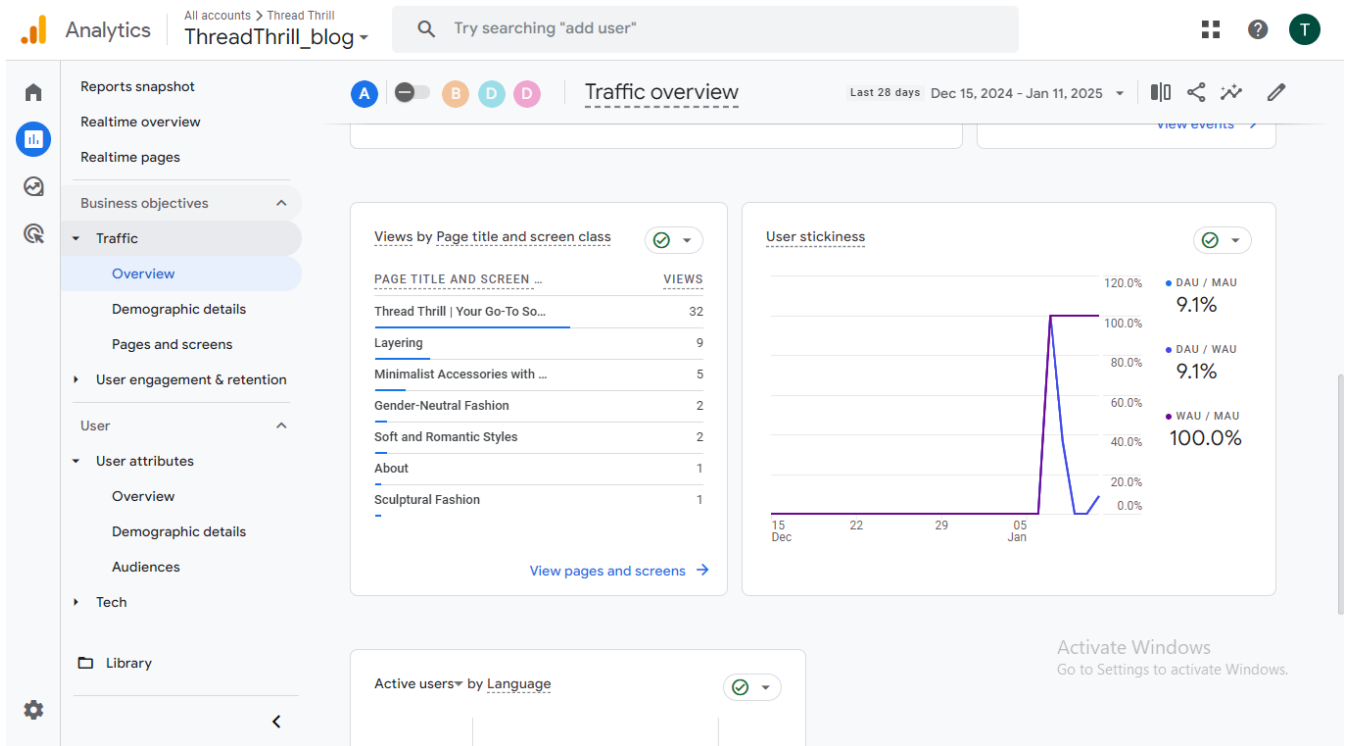 Analytics
All accounts > Thread Thrill
ThreadThrill_blog
Try searching "add user"
T
Reports snapshot
Realtime overview
Realtime pages
Business objectives
Traffic
Overview
Demographic details
Pages and screens
User engagement & retention
User
User attributes
Overview
Demographic details
Audiences
Tech
Library
A
B
D
D
Traffic overview
Last 28 days Dec 15, 2024 - Jan 11, 2025
View events
Views by Page title and screen class
PAGE TITLE AND SCREEN … VIEWS
Thread Thrill | Your Go-To So… 32
Layering 9
Minimalist Accessories with … 5
Gender-Neutral Fashion 2
Soft and Romantic Styles 2
About 1
Sculptural Fashion 1
View pages and screens
User stickiness
120.0%
100.0%
80.0%
60.0%
40.0%
20.0%
0.0%
15 22 29 05
Dec Jan
DAU / MAU
9.1%
DAU / WAU
9.1%
WAU / MAU
100.0%
Active users by Language
Activate Windows
Go to Settings to activate Windows.